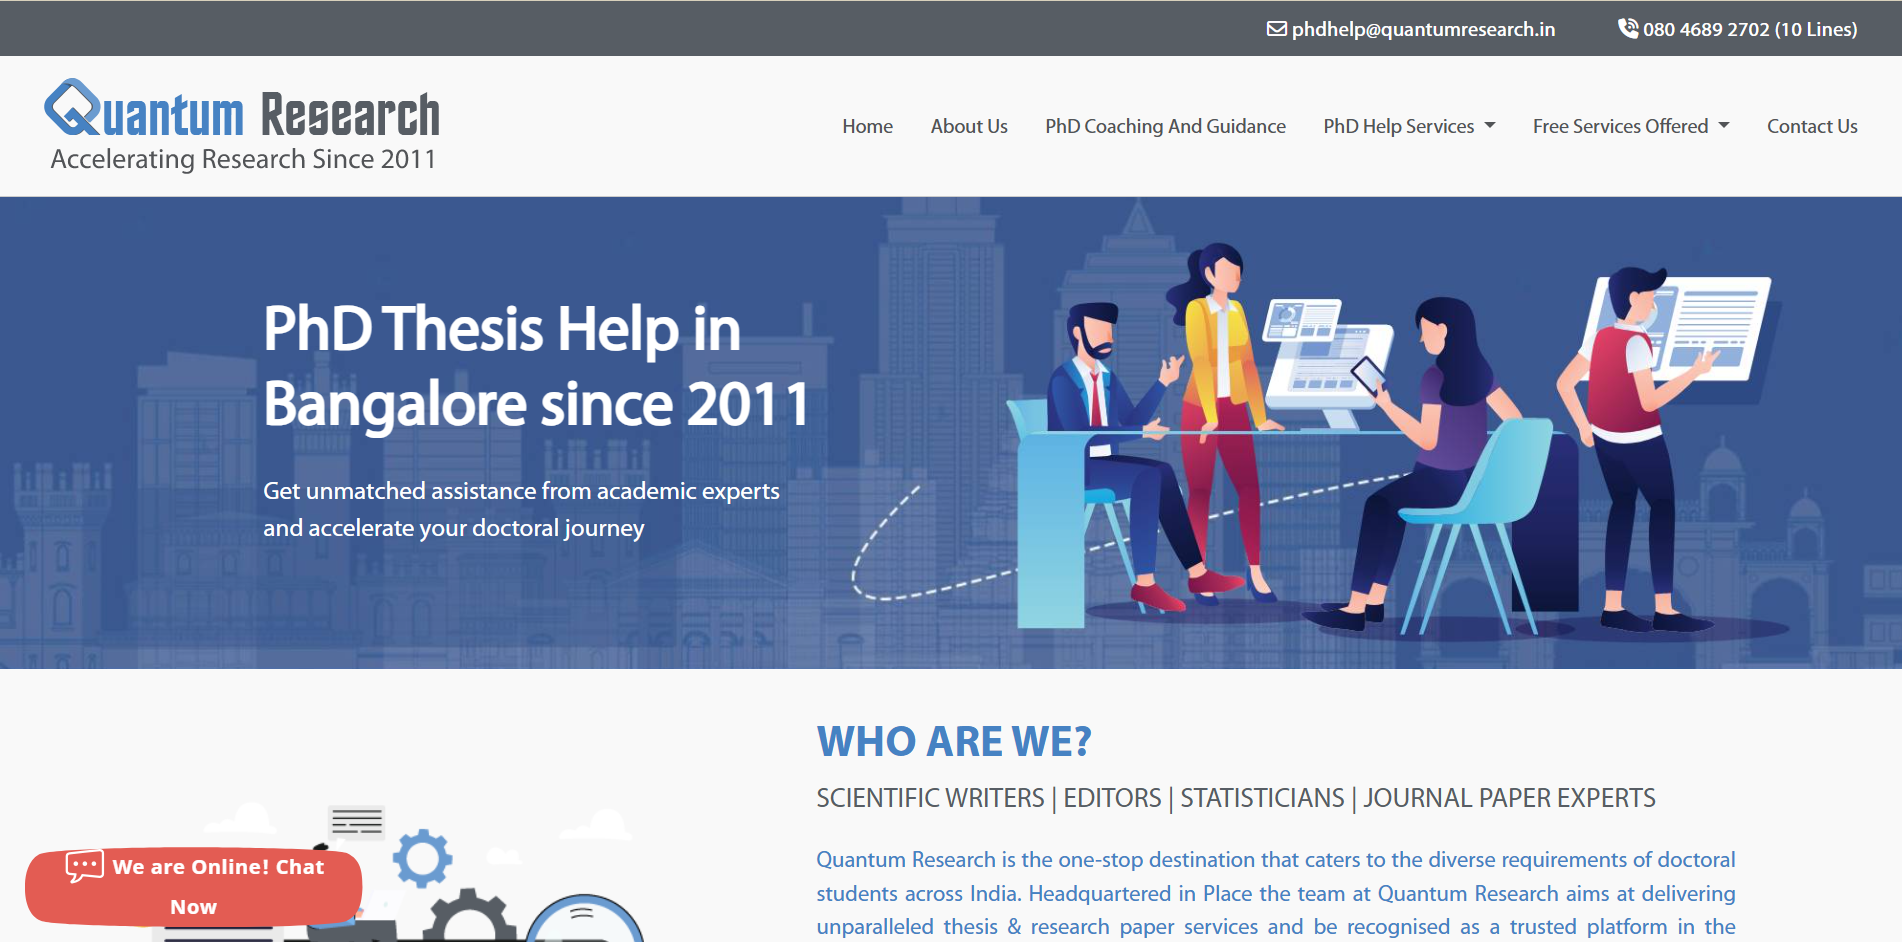 phdhelp@quantumresearch.in
080 4689 2702 (10 Lines)
Quantum Research
Accelerating Research Since 2011
Home
About Us
PhD Coaching And Guidance
PhD Help Services
Free Services Offered
Contact Us
PhD Thesis Help in
Bangalore since 2011
Get unmatched assistance from academic experts
and accelerate your doctoral journey
WHO ARE WE?
SCIENTIFIC WRITERS | EDITORS | STATISTICIANS | JOURNAL PAPER EXPERTS
Quantum Research is the one-stop destination that caters to the diverse requirements of doctoral
students across India. Headquartered in Place the team at Quantum Research aims at delivering
unparalleled thesis & research paper services and be recognised as a trusted platform in the
We are Online! Chat
Now